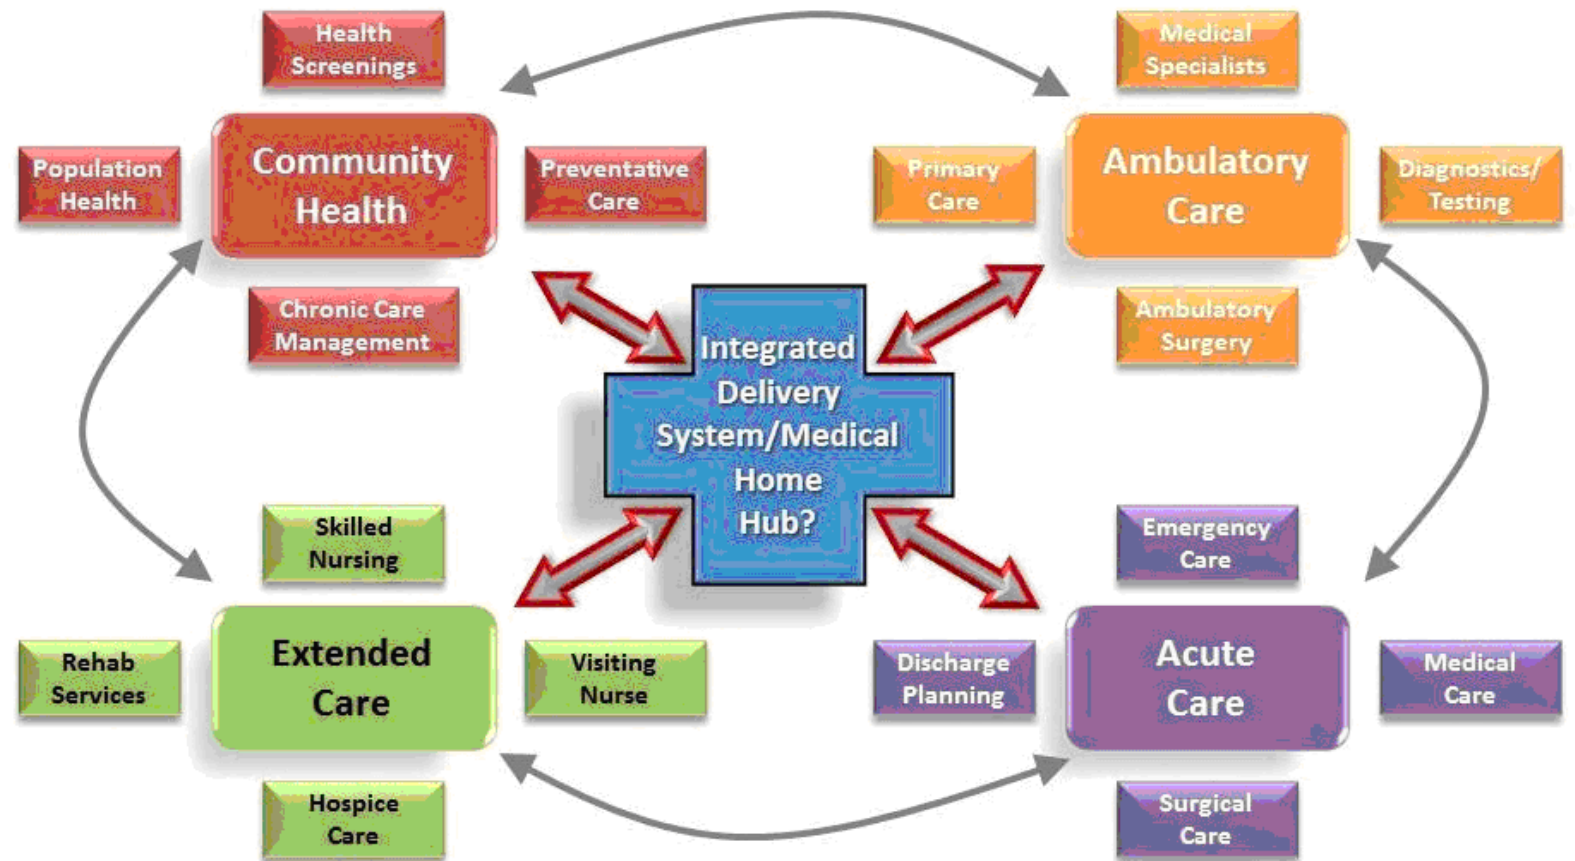 Health
Screenings
Population
Health
Community
Health
Preventative
Care
Chronic Care
Management
Medical
Specialists
Primary
Care
Ambulatory
Care
Diagnostics/
Testing
Ambulatory
Surgery
Integrated
Delivery
System/Medical
Home
Hub?
Skilled
Nursing
Rehab
Services
Extended
Care
Visiting
Nurse
Hospice
Care
Emergency
Care
Discharge
Planning
Acute
Care
Medical
Care
Surgical
Care